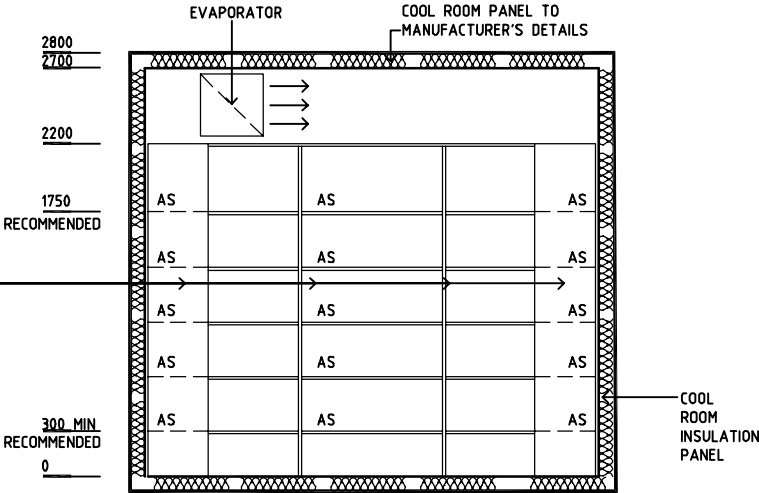 EVAPORATOR
COOL ROOM PANEL TO
MANUFACTURER'S DETAILS
2800
2700
2200
1750
RECOMMENDED
AS AS AS
AS AS AS
AS AS AS
AS AS AS
AS AS AS
300 MIN
RECOMMENDED
0
COOL
ROOM
INSULATION
PANEL